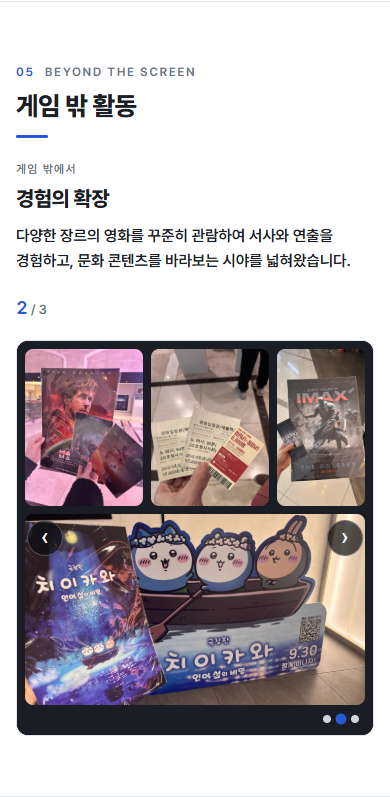 05 BEYOND THE SCREEN
게임 밖 활동
게임 밖에서
경험의 확장
다양한 장르의 영화를 꾸준히 관람하여 서사와 연출을
경험하고, 문화 콘텐츠를 바라보는 시야를 넓혀왔습니다.
2 / 3
IMAX
THE ODYSSEY
극장판
치이카와
인어 섬의 비밀
극장판
치이카와
인어 섬의 비밀
9.30